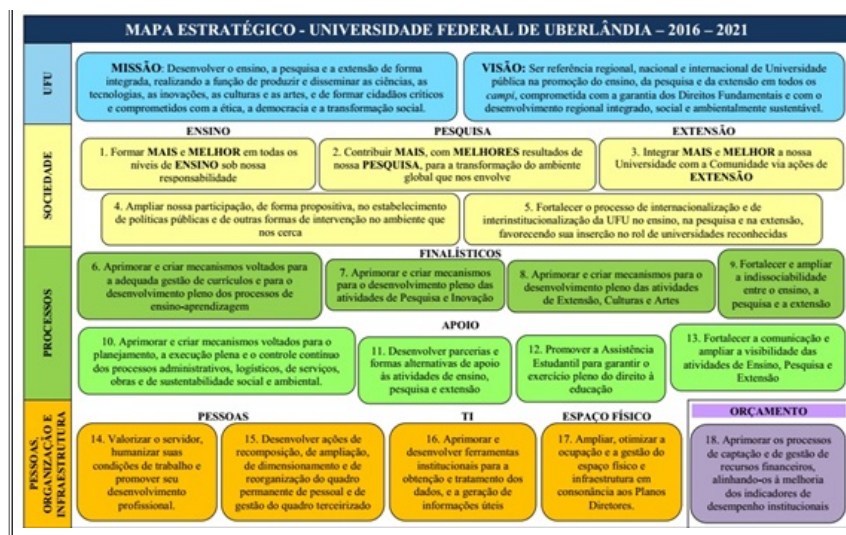 MAPA ESTRATÉGICO - UNIVERSIDADE FEDERAL DE UBERLÂNDIA – 2016 – 2021
UFU
MISSÃO: Desenvolver o ensino, a pesquisa e a extensão de forma
integrada, realizando a função de produzir e disseminar as ciências, as
tecnologias, as inovações, as culturas e as artes, e de formar cidadãos críticos
e comprometidos com a ética, a democracia e a transformação social.
VISÃO: Ser referência regional, nacional e internacional de Universidade
pública na promoção do ensino, da pesquisa e da extensão em todos os
campi, comprometida com a garantia dos Direitos Fundamentais e com o
desenvolvimento regional integrado, social e ambientalmente sustentável.
SOCIEDADE
ENSINO
PESQUISA
EXTENSÃO
1. Formar MAIS e MELHOR em todas os
níveis de ENSINO sob nossa
responsabilidade
2. Contribuir MAIS, com MELHORES resultados de
nossa PESQUISA, para a transformação do ambiente
global que nos envolve
3. Integrar MAIS e MELHOR a nossa
Universidade com a Comunidade via ações de
EXTENSÃO
4. Ampliar nossa participação, de forma propositiva, no estabelecimento
de políticas públicas e de outras formas de intervenção no ambiente que
nos cerca
5. Fortalecer o processo de internacionalização e de
interinstitucionalização da UFU no ensino, na pesquisa e na extensão,
favorecendo sua inserção no rol de universidades reconhecidas
PROCESSOS
FINALÍSTICOS
6. Aprimorar e criar mecanismos voltados para
a adequada gestão de currículos e para o
desenvolvimento pleno dos processos de
ensino-aprendizagem
7. Aprimorar e criar mecanismos
para o desenvolvimento pleno das
atividades de Pesquisa e Inovação
8. Aprimorar e criar mecanismos para o
desenvolvimento pleno das atividades
de Extensão, Culturas e Artes
9. Fortalecer e ampliar
a indissociabilidade
entre o ensino, a
pesquisa e a extensão
APOIO
10. Aprimorar e criar mecanismos voltados para o
planejamento, a execução plena e o controle contínuo
dos processos administrativos, logísticos, de serviços,
obras e de sustentabilidade social e ambiental.
11. Desenvolver parcerias e
formas alternativas de apoio
às atividades de ensino,
pesquisa e extensão
12. Promover a Assistência
Estudantil para garantir o
exercício pleno do direito à
educação
13. Fortalecer a comunicação e
ampliar a visibilidade das
atividades de Ensino, Pesquisa e
Extensão
PESSOAS,
ORGANIZAÇÃO E
INFRAESTRUTURA
PESSOAS
TI
ESPAÇO FÍSICO
ORÇAMENTO
14. Valorizar o servidor,
humanizar suas
condições de trabalho e
promover seu
desenvolvimento
profissional.
15. Desenvolver ações de
recomposição, de ampliação,
de dimensionamento e de
reorganização do quadro
permanente de pessoal e de
gestão do quadro terceirizado
16. Aprimorar e
desenvolver ferramentas
institucionais para a
obtenção e tratamento dos
dados, e a geração de
informações úteis
17. Ampliar, otimizar a
ocupação e a gestão do
espaço físico e
infraestrutura em
consonância aos Planos
Diretores.
18. Aprimorar os processos
de captação e de gestão de
recursos financeiros,
alinhando-os à melhoria
dos indicadores de
desempenho institucionais